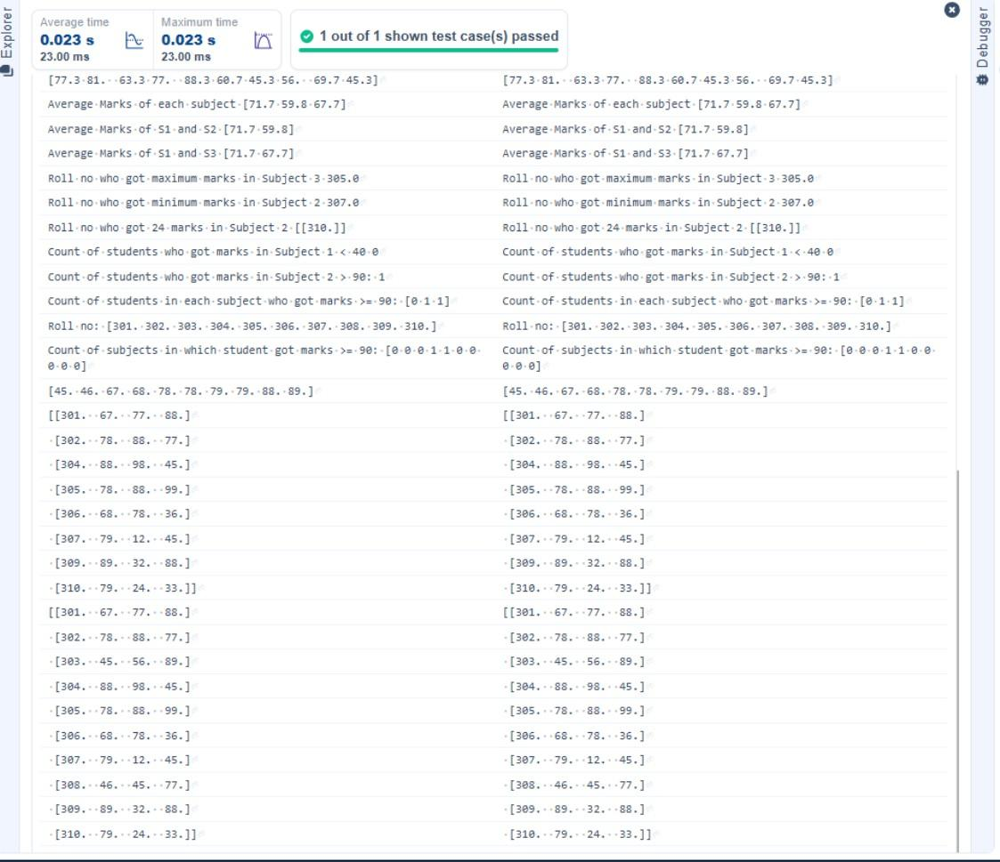 Explorer
Average time
0.023 s
23.00 ms
Maximum time
0.023 s
23.00 ms
1 out of 1 shown test case(s) passed
Debugger
[77.3·81.··63.3·77.··88.3·60.7·45.3·56.··69.7·45.3] [77.3·81.··63.3·77.··88.3·60.7·45.3·56.··69.7·45.3]
Average·Marks·of·each·subject·[71.7·59.8·67.7] Average·Marks·of·each·subject·[71.7·59.8·67.7]
Average·Marks·of·S1·and·S2·[71.7·59.8] Average·Marks·of·S1·and·S2·[71.7·59.8]
Average·Marks·of·S1·and·S3·[71.7·67.7] Average·Marks·of·S1·and·S3·[71.7·67.7]
Roll·no·who·got·maximum·marks·in·Subject·3·305.0 Roll·no·who·got·maximum·marks·in·Subject·3·305.0
Roll·no·who·got·minimum·marks·in·Subject·2·307.0 Roll·no·who·got·minimum·marks·in·Subject·2·307.0
Roll·no·who·got·24·marks·in·Subject·2·[[310.]] Roll·no·who·got·24·marks·in·Subject·2·[[310.]]
Count·of·students·who·got·marks·in·Subject·1·<·40·0 Count·of·students·who·got·marks·in·Subject·1·<·40·0
Count·of·students·who·got·marks·in·Subject·2·>·90:·1 Count·of·students·who·got·marks·in·Subject·2·>·90:·1
Count·of·students·in·each·subject·who·got·marks·>=·90:·[0·1·1] Count·of·students·in·each·subject·who·got·marks·>=·90:·[0·1·1]
Roll·no:·[301.·302.·303.·304.·305.·306.·307.·308.·309.·310.] Roll·no:·[301.·302.·303.·304.·305.·306.·307.·308.·309.·310.]
Count·of·subjects·in·which·student·got·marks·>=·90:·[0·0·0·1·1·0·0· Count·of·subjects·in·which·student·got·marks·>=·90:·[0·0·0·1·1·0·0·
0·0·0] 0·0·0]
[45.·46.·67.·68.·78.·78.·79.·79.·88.·89.] [45.·46.·67.·68.·78.·78.·79.·79.·88.·89.]
[[301.··67.··77.··88.] [[301.··67.··77.··88.]
·[302.··78.··88.··77.] ·[302.··78.··88.··77.]
·[304.··88.··98.··45.] ·[304.··88.··98.··45.]
·[305.··78.··88.··99.] ·[305.··78.··88.··99.]
·[306.··68.··78.··36.] ·[306.··68.··78.··36.]
·[307.··79.··12.··45.] ·[307.··79.··12.··45.]
·[309.··89.··32.··88.] ·[309.··89.··32.··88.]
·[310.··79.··24.··33.]] ·[310.··79.··24.··33.]]
[[301.··67.··77.··88.] [[301.··67.··77.··88.]
·[302.··78.··88.··77.] ·[302.··78.··88.··77.]
·[303.··45.··56.··89.] ·[303.··45.··56.··89.]
·[304.··88.··98.··45.] ·[304.··88.··98.··45.]
·[305.··78.··88.··99.] ·[305.··78.··88.··99.]
·[306.··68.··78.··36.] ·[306.··68.··78.··36.]
·[307.··79.··12.··45.] ·[307.··79.··12.··45.]
·[308.··46.··45.··77.] ·[308.··46.··45.··77.]
·[309.··89.··32.··88.] ·[309.··89.··32.··88.]
·[310.··79.··24.··33.]] ·[310.··79.··24.··33.]]